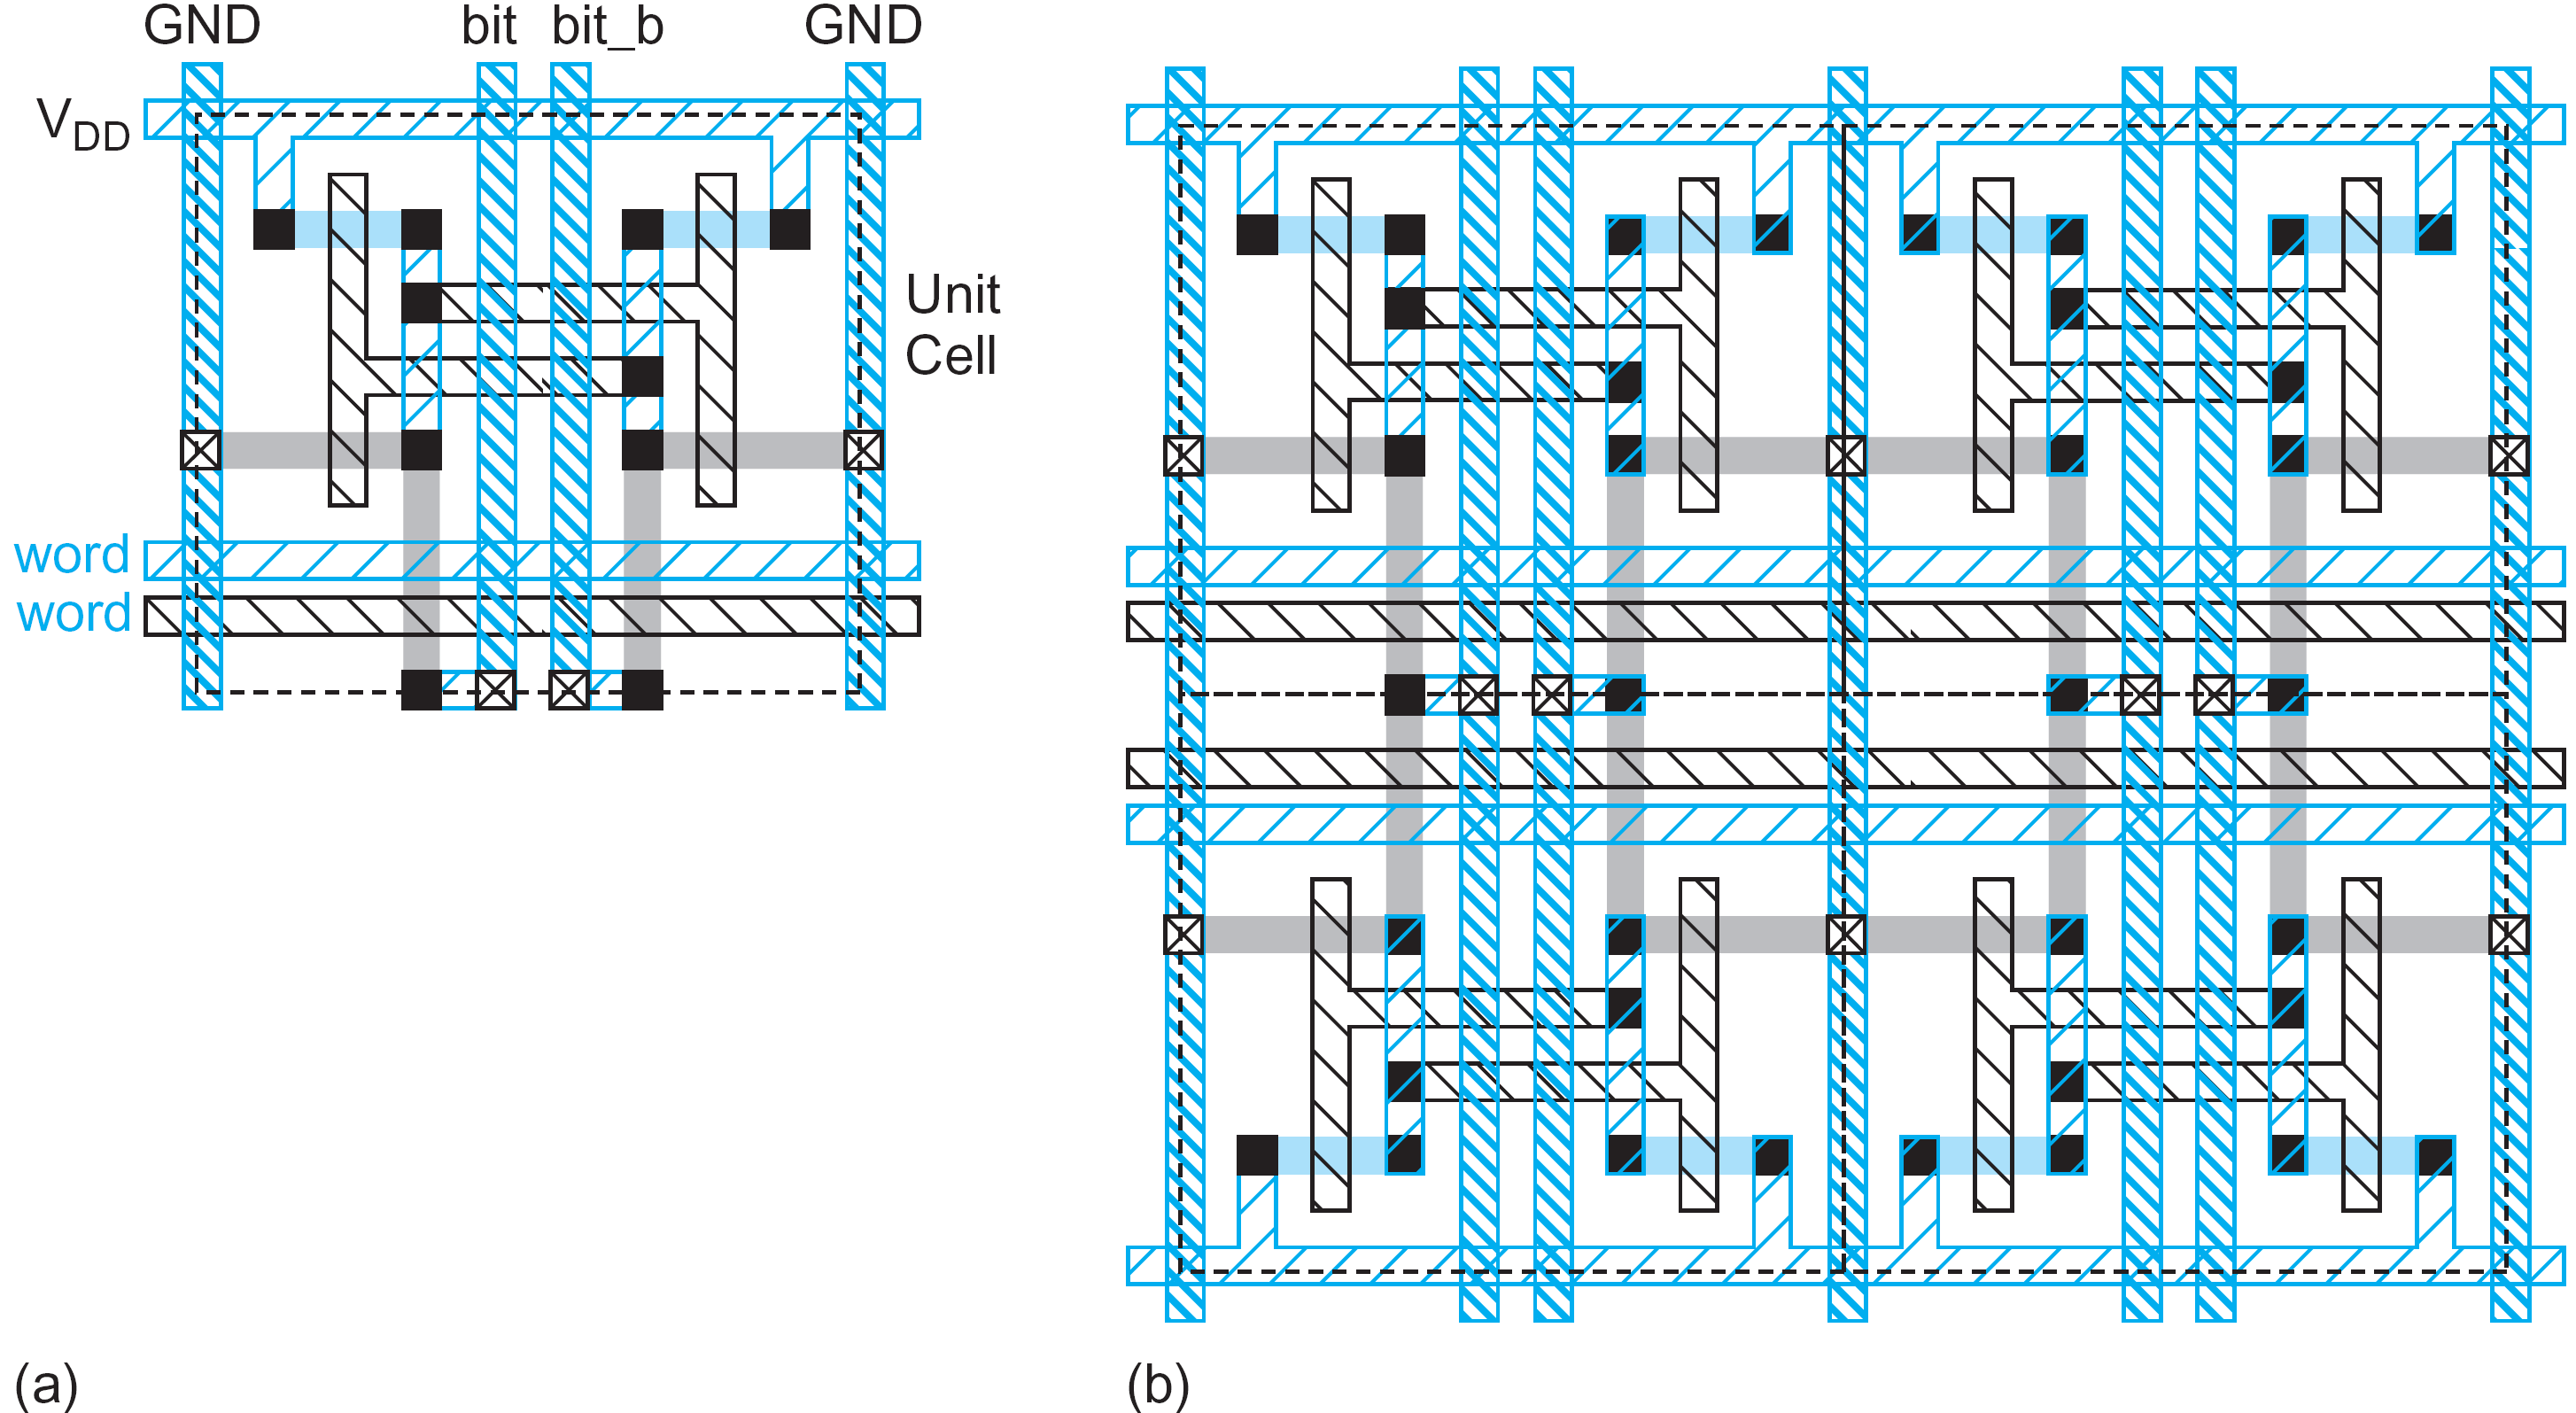 GND bit bit_b GND
VDD
Unit
Cell
word
word
(a) (b)